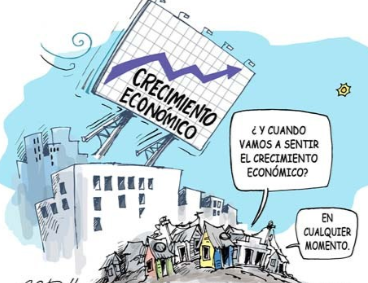 CRECIMIENTO
ECONÓMICO
¿ Y CUANDO
VAMOS A SENTIR
EL CRECIMIENTO
ECONÓMICO?
EN
CUALQUIER
MOMENTO.